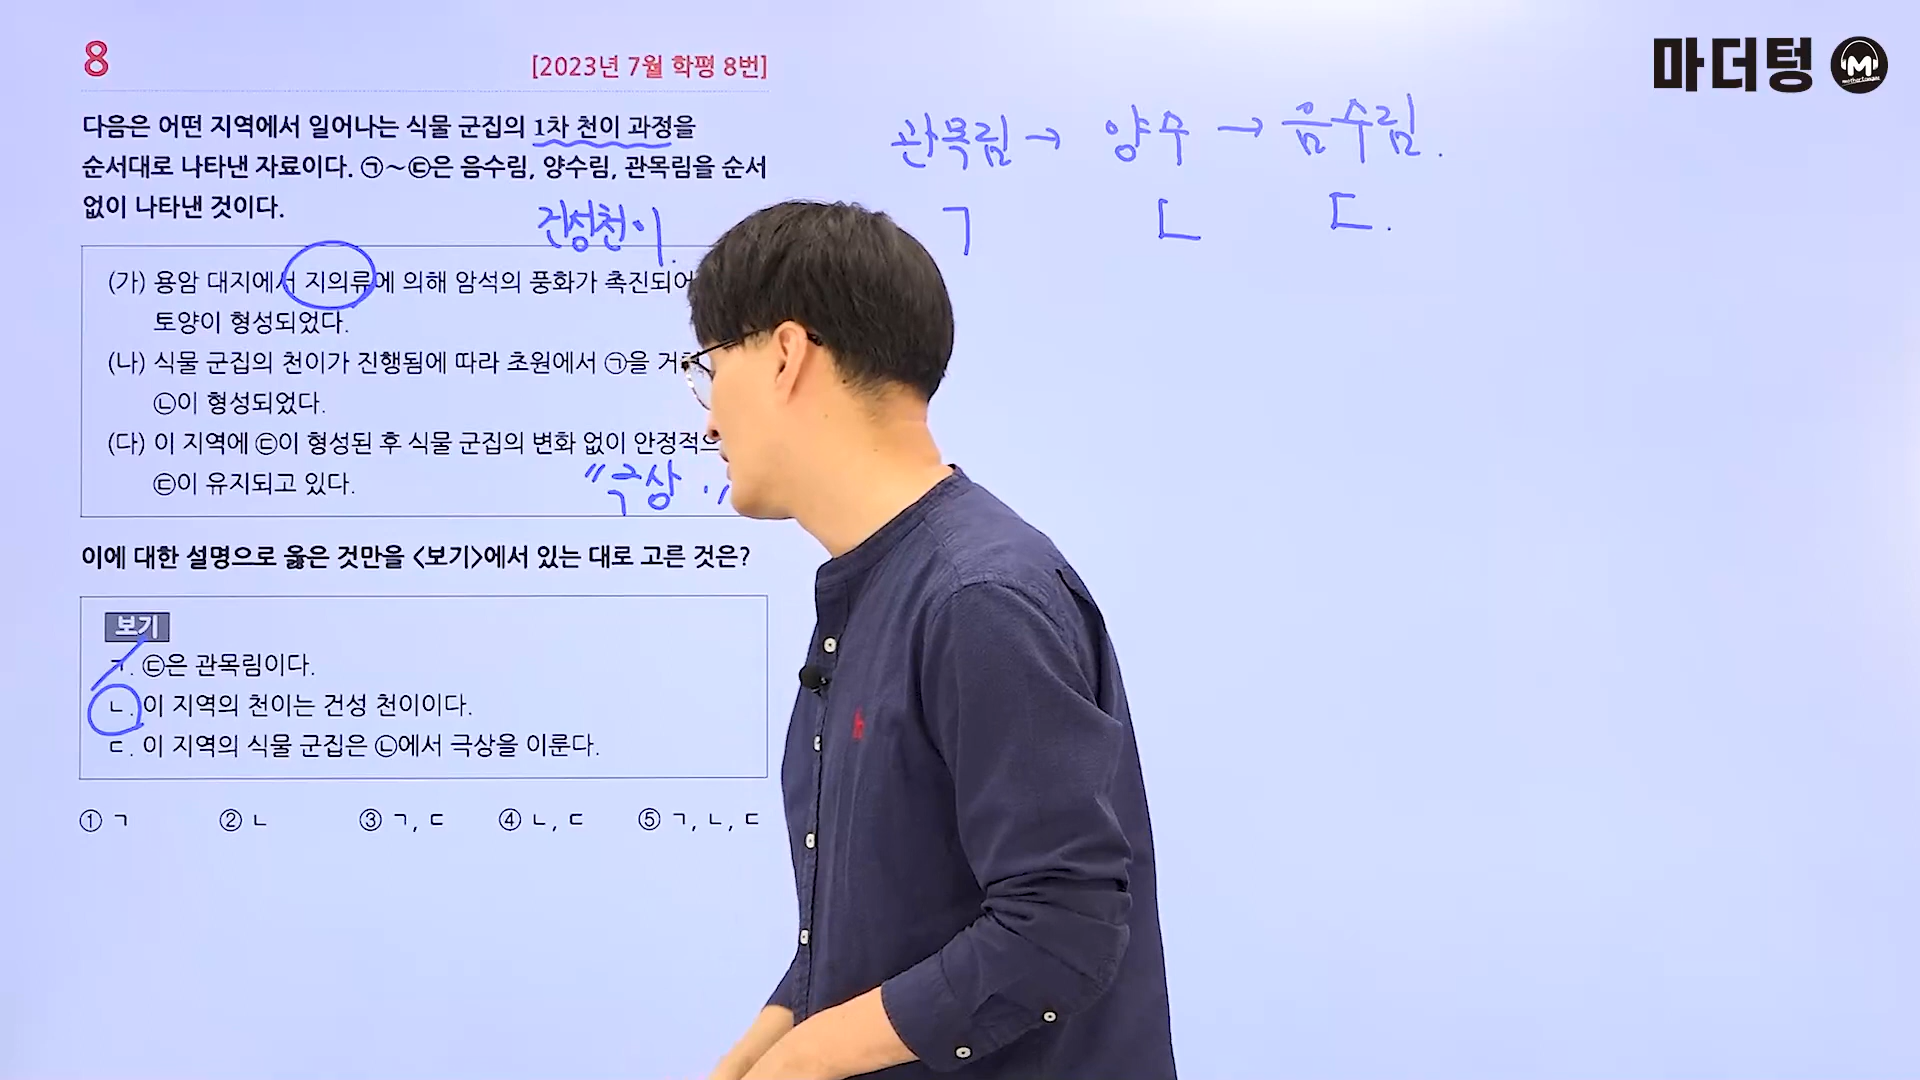 8
[2023년 7월 학평 8번]
마더텅
다음은 어떤 지역에서 일어나는 식물 군집의 1차 천이 과정을
순서대로 나타낸 자료이다. ㉠~㉢은 음수림, 양수림, 관목림을 순서
없이 나타낸 것이다.
건성천이.
(가) 용암 대지에서 지의류에 의해 암석의 풍화가 촉진되어
토양이 형성되었다.
(나) 식물 군집의 천이가 진행됨에 따라 초원에서 ㉠을
㉡이 형성되었다.
(다) 이 지역에 ㉢이 형성된 후 식물 군집의 변화 없이
㉢이 유지되고 있다.
"극상
이에 대한 설명으로 옳은 것만을 <보기>에서 있는 대로 고른 것은?
보기
ㄱ. ㉢은 관목림이다.
ㄴ. 이 지역의 천이는 건성 천이이다.
ㄷ. 이 지역의 식물 군집은 ㉡에서 극상을 이룬다.
① ㄱ ② ㄴ ③ ㄱ, ㄷ ④ ㄴ, ㄷ ⑤ ㄱ, ㄴ, ㄷ
관목림 → 양수 → 음수림.
ㄱ ㄴ ㄷ.